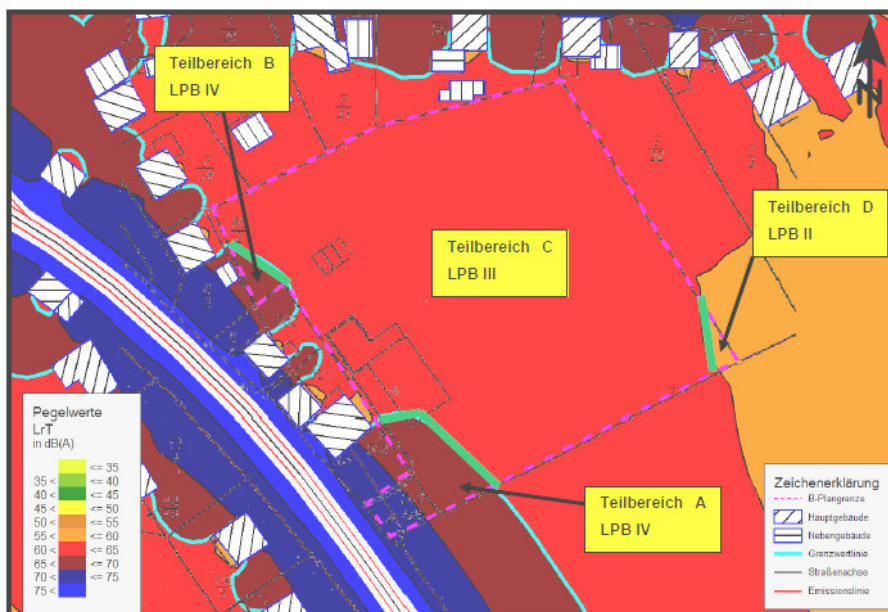 Teilbereich B
LPB IV
N
Teilbereich D
LPB II
Teilbereich C
LPB III
Teilbereich A
LPB IV
Pegelwerte
LrT
in dB(A)
<= 35
35 < <= 40
40 < <= 45
45 < <= 50
50 < <= 55
55 < <= 60
60 < <= 65
65 < <= 70
70 < <= 75
75 <
Zeichenerklärung
B-Plangrenze
Hauptgebäude
Nebengebäude
Grenzwertlinie
Straßenachse
Emissionslinie